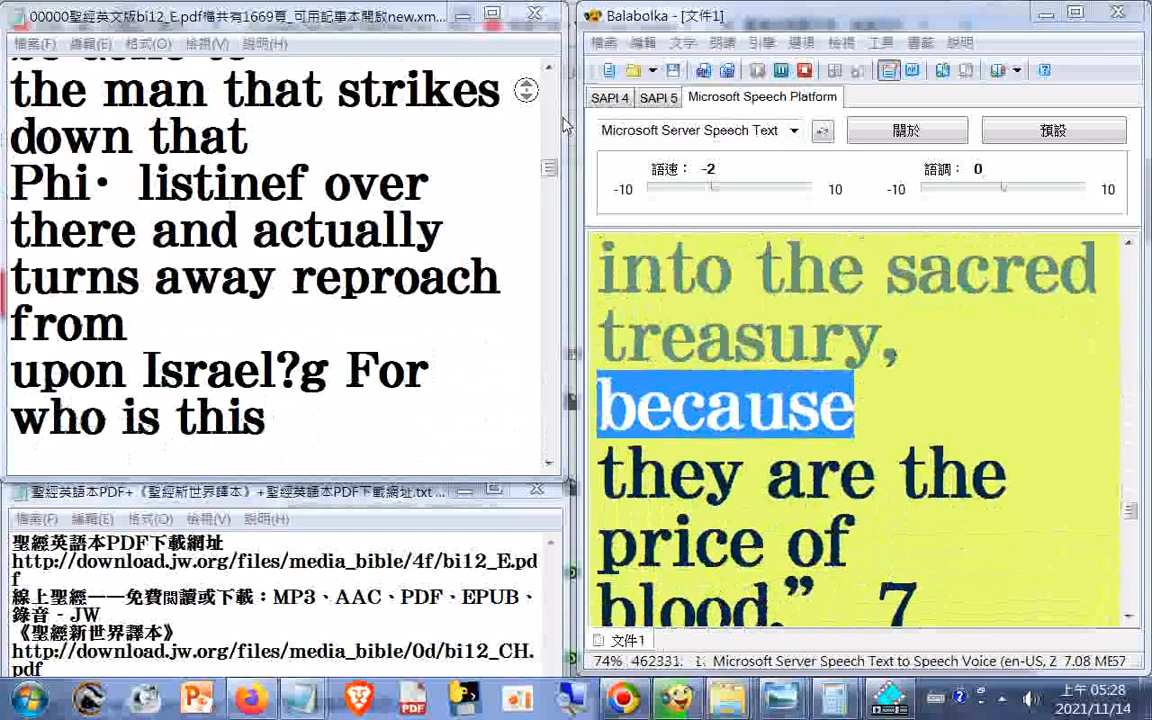 00000聖經英文版bi12_E.pdf檔共有1669頁_可用記事本開啟new.xm...
檔案(F) 編輯(E) 格式(O) 檢視(V) 說明(H)
the man that strikes
down that
Phi· listinef over
there and actually
turns away reproach
from
upon Israel?g For
who is this
聖經英語本PDF+《聖經新世界譯本》+聖經英語本PDF下載網址.txt ...
檔案(F) 編輯(E) 格式(O) 檢視(V) 說明(H)
聖經英語本PDF下載網址
http://download.jw.org/files/media_bible/4f/bi12_E.pd
f
線上聖經——免費閱讀或下載：MP3、AAC、PDF、EPUB、
錄音 - JW
《聖經新世界譯本》
http://download.jw.org/files/media_bible/0d/bi12_CH.
pdf
Balabolka - [文件1]
檔案 編輯 文字 朗讀 引擎 選項 檢視 工具 書籤 說明
SAPI 4 SAPI 5 Microsoft Speech Platform
Microsoft Server Speech Text 關於 預設
語速： -2 語調： 0
-10 10 -10 10
into the sacred
treasury,
because
they are the
price of
blood.” 7
文件1
74% 462331. 1. Microsoft Server Speech Text to Speech Voice (en-US, Z 7.08 ME57
上午 05:28
2021/11/14